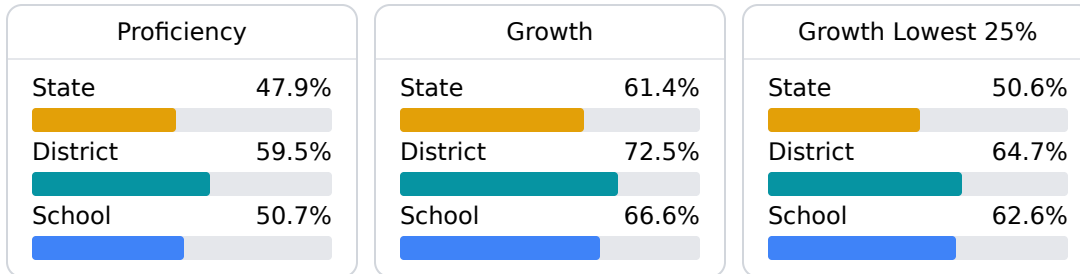 Proficiency
State 47.9%
District 59.5%
School 50.7%
Growth
State 61.4%
District 72.5%
School 66.6%
Growth Lowest 25%
State 50.6%
District 64.7%
School 62.6%